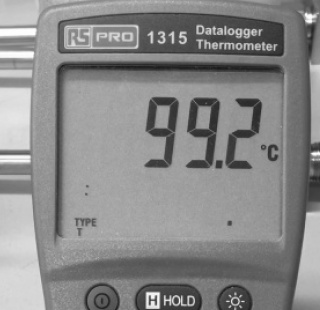 RS PRO 1315 Datalogger
Thermometer
99.2 °C
:
TYPE
T
H HOLD